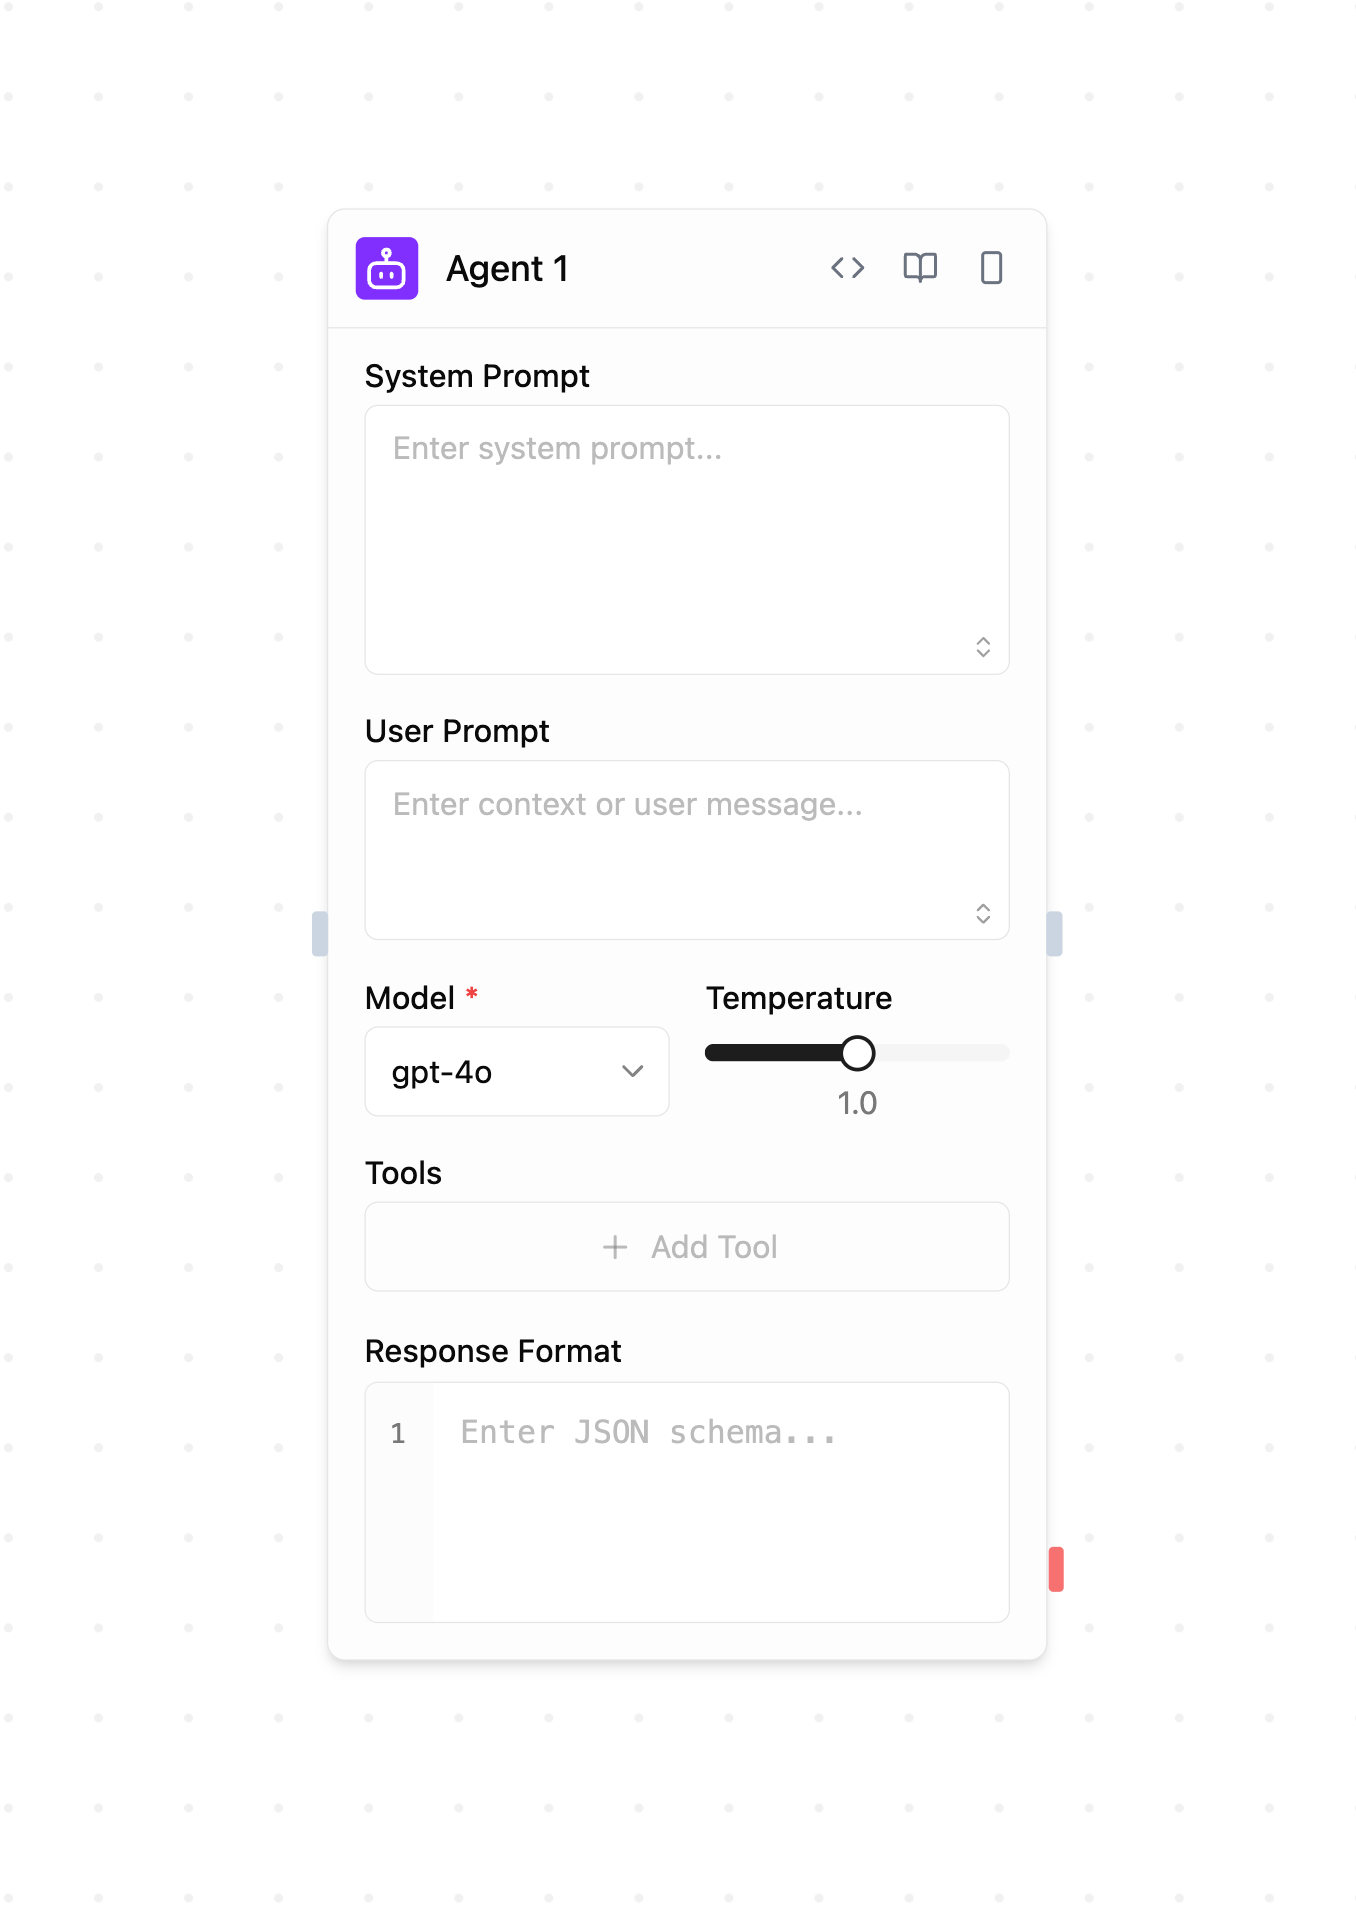 Agent 1
System Prompt
Enter system prompt...
User Prompt
Enter context or user message...
Model *
Temperature
gpt-4o
1.0
Tools
+ Add Tool
Response Format
1 Enter JSON schema...